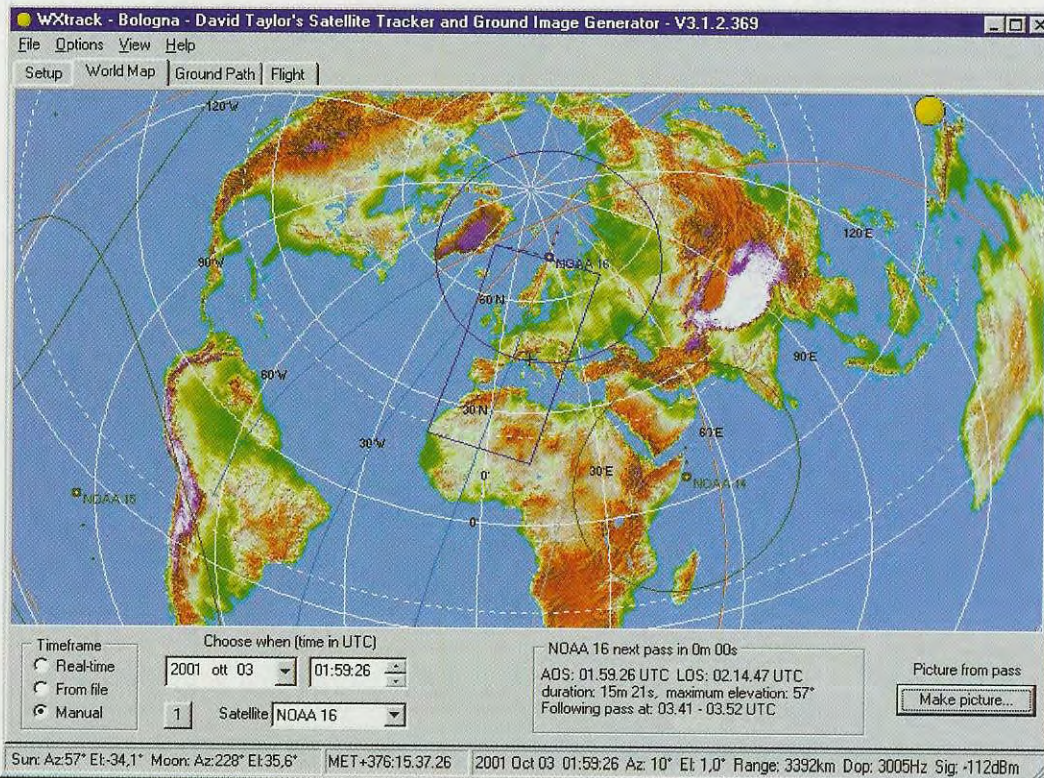 WXtrack - Bologna - David Taylor's Satellite Tracker and Ground Image Generator - V3.1.2.369
File Options View Help
Setup World Map Ground Path Flight
120°W
90°W
60°W
30°W
60°N
30°N
0°
0°
30°E
60°E
90°E
120°E
NOAA 16
NOAA 15
NOAA 14
Timeframe
Real-time
From file
Manual
Choose when (time in UTC)
2001 ott 03 01:59:26
1 Satellite NOAA 16
NOAA 16 next pass in 0m 00s
AOS: 01.59.26 UTC LOS: 02.14.47 UTC
duration: 15m 21s, maximum elevation: 57°
Following pass at: 03.41 - 03.52 UTC
Picture from pass
Make picture...
Sun: Az:57° El:-34,1° Moon: Az:228° El:35,6° MET+376:15.37.26 2001 Oct 03 01:59:26 Az: 10° El: 1,0° Range: 3392km Dop: 3005Hz Sig: -112dBm